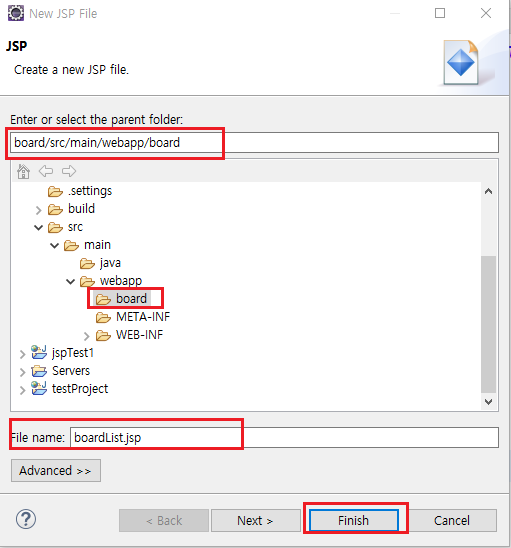 New JSP File
JSP
Create a new JSP file.
Enter or select the parent folder:
board/src/main/webapp/board
.settings
build
src
main
java
webapp
board
META-INF
WEB-INF
jspTest1
Servers
testProject
File name: boardList.jsp
Advanced >>
? < Back Next > Finish Cancel